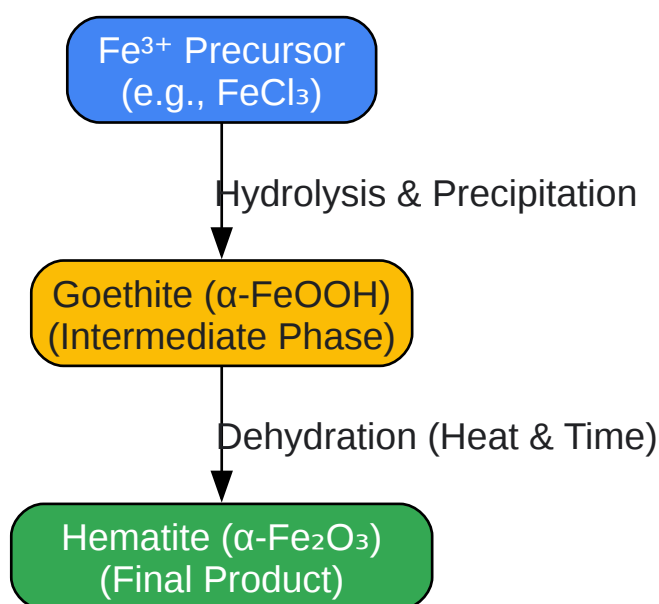 Fe³⁺ Precursor
(e.g., FeCl₃)
Hydrolysis & Precipitation
Goethite (α-FeOOH)
(Intermediate Phase)
Dehydration (Heat & Time)
Hematite (α-Fe₂O₃)
(Final Product)